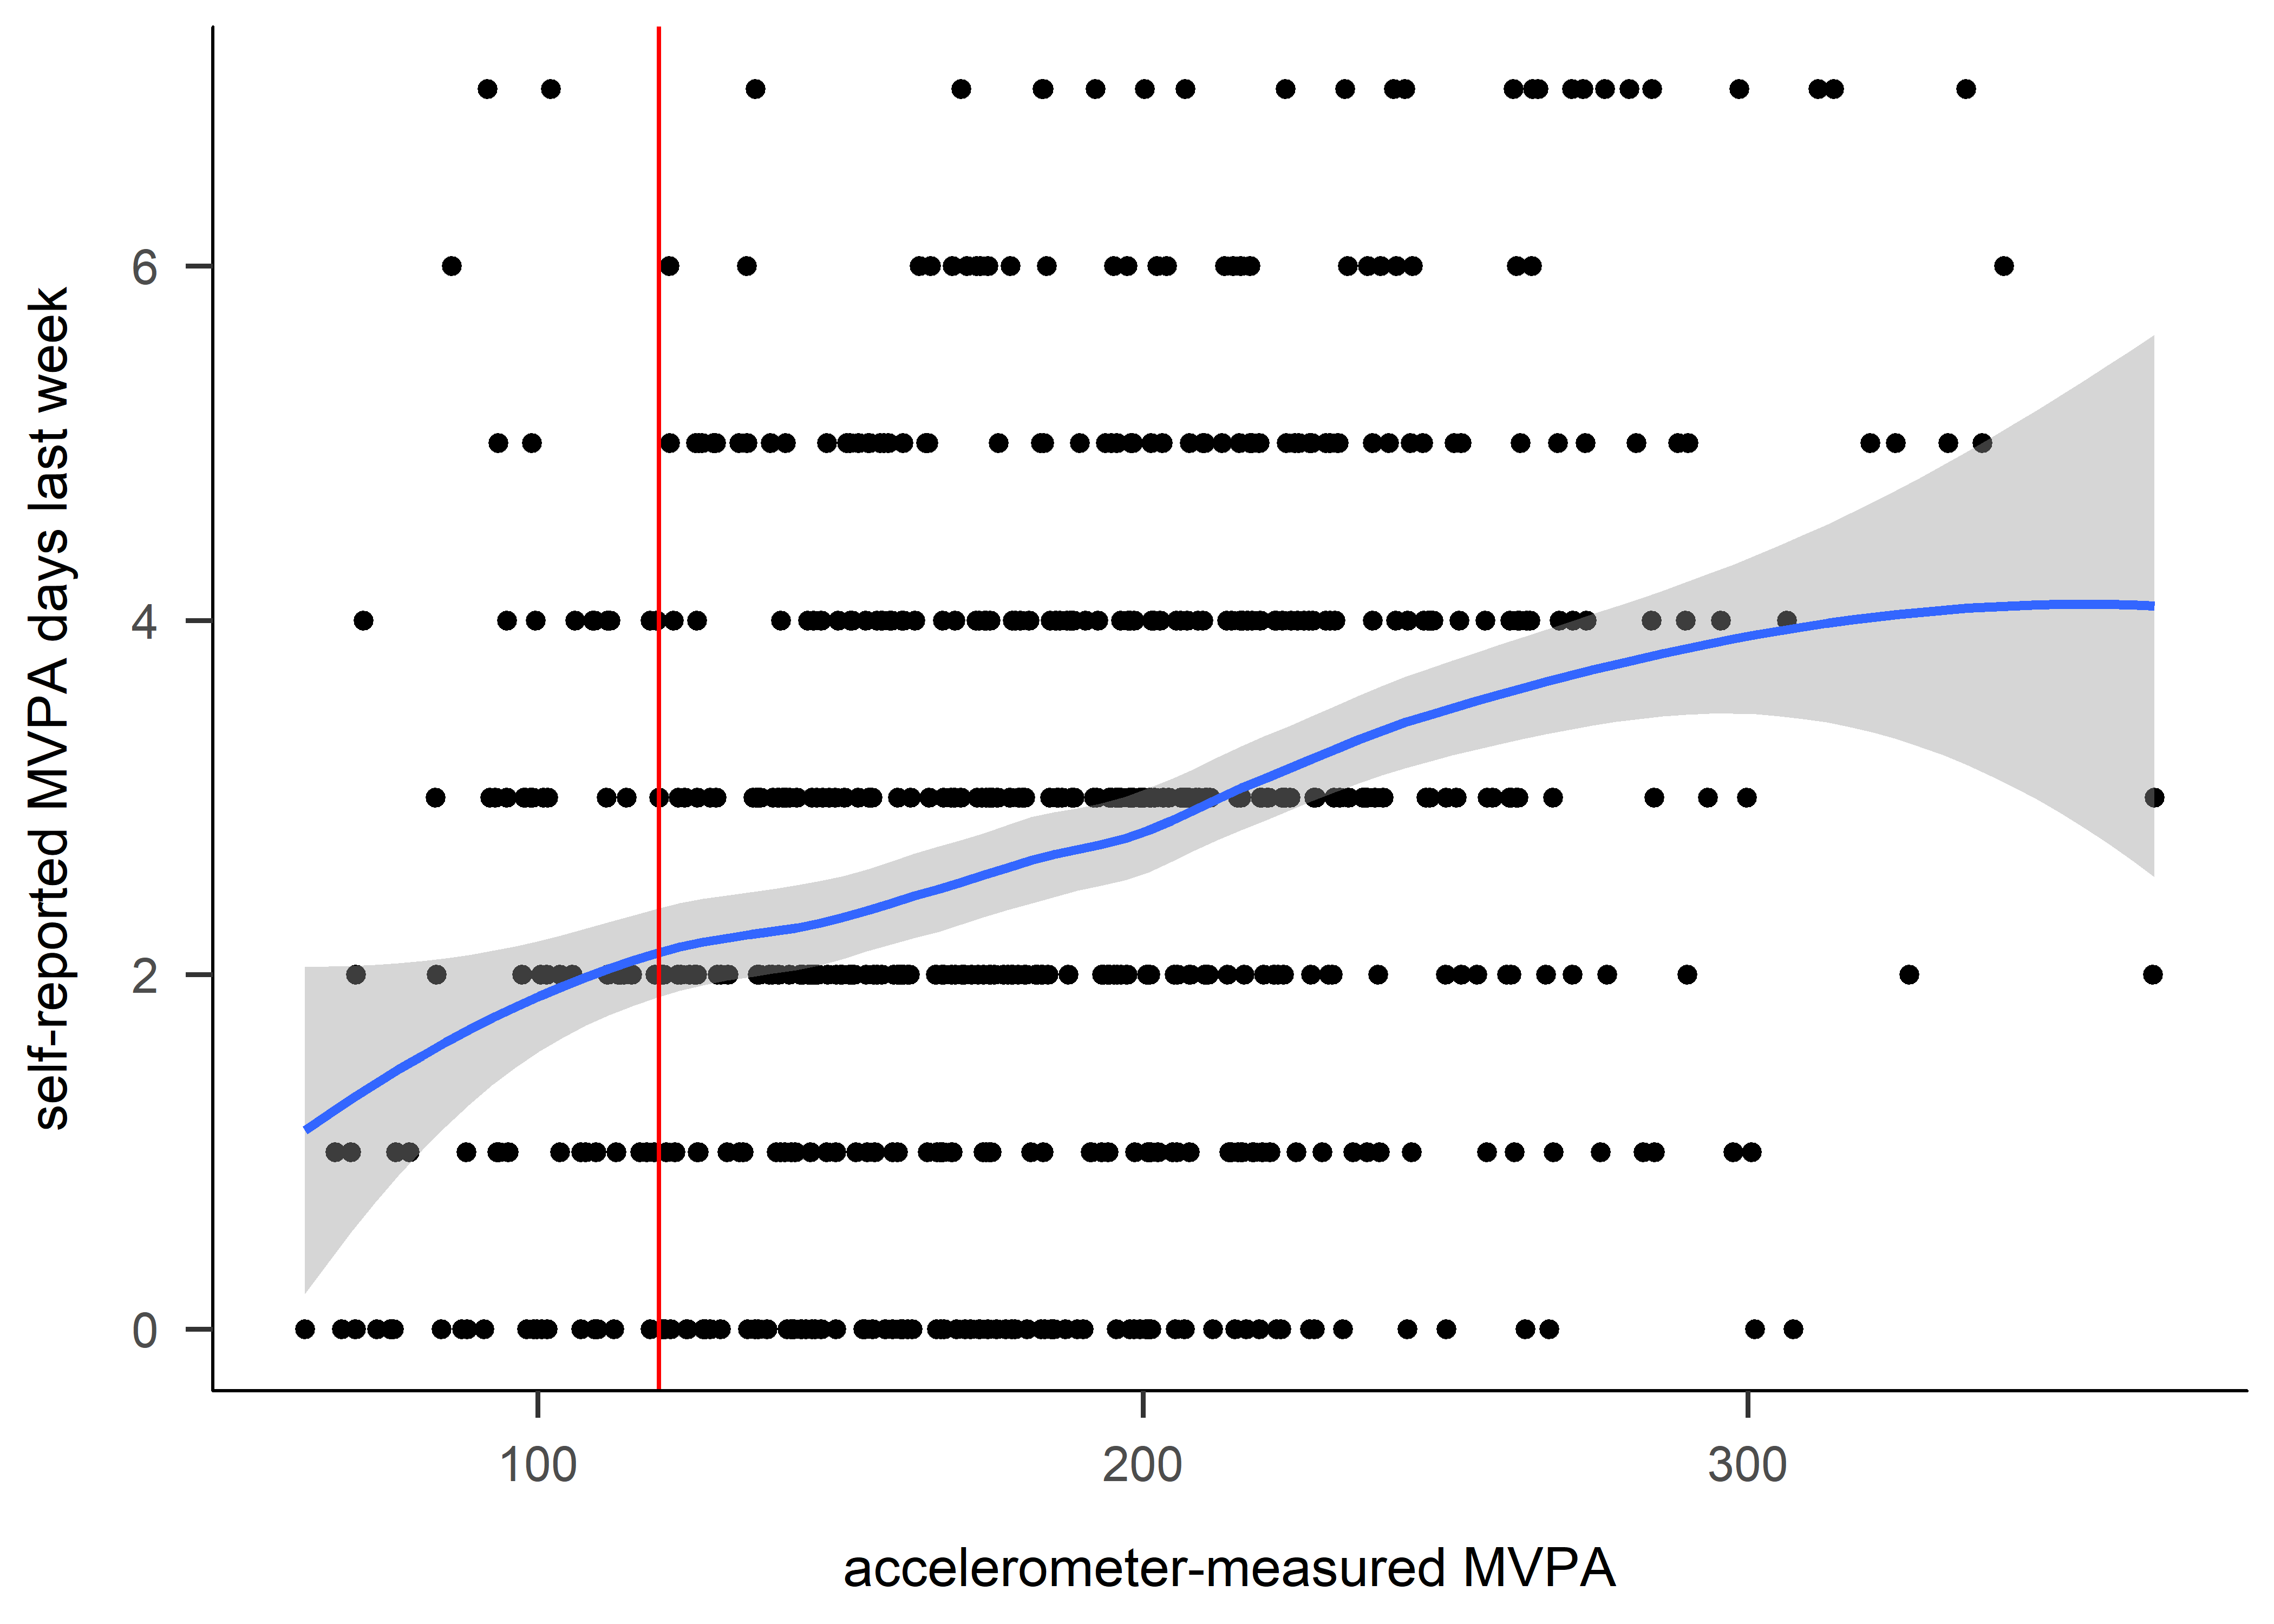 self-reported MVPA days last week
6
4
2
0
100 200 300
accelerometer-measured MVPA